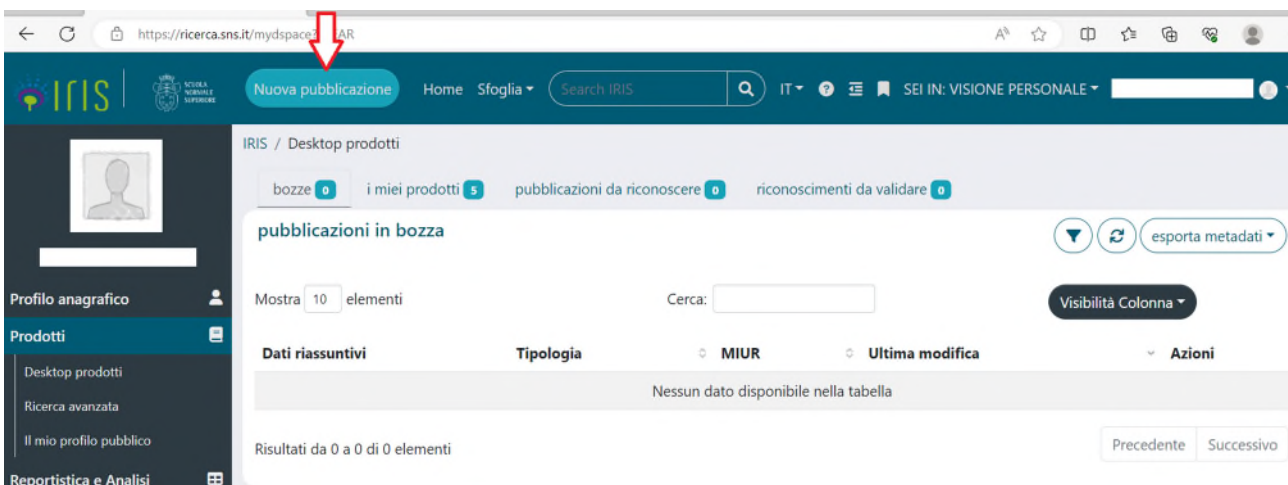 https://ricerca.sns.it/mydspace?
AR
IRIS
SCUOLA
NORMALE
SUPERIORE
Nuova pubblicazione
Home Sfoglia
Search IRIS
IT
SEI IN: VISIONE PERSONALE
IRIS / Desktop prodotti
bozze 0 i miei prodotti 5 pubblicazioni da riconoscere 0 riconoscimenti da validare 0
pubblicazioni in bozza
esporta metadati
Profilo anagrafico
Mostra 10 elementi
Cerca:
Visibilità Colonna
Prodotti
Dati riassuntivi Tipologia MIUR Ultima modifica Azioni
Desktop prodotti
Nessun dato disponibile nella tabella
Ricerca avanzata
Il mio profilo pubblico
Risultati da 0 a 0 di 0 elementi
Precedente Successivo
Reportistica e Analisi